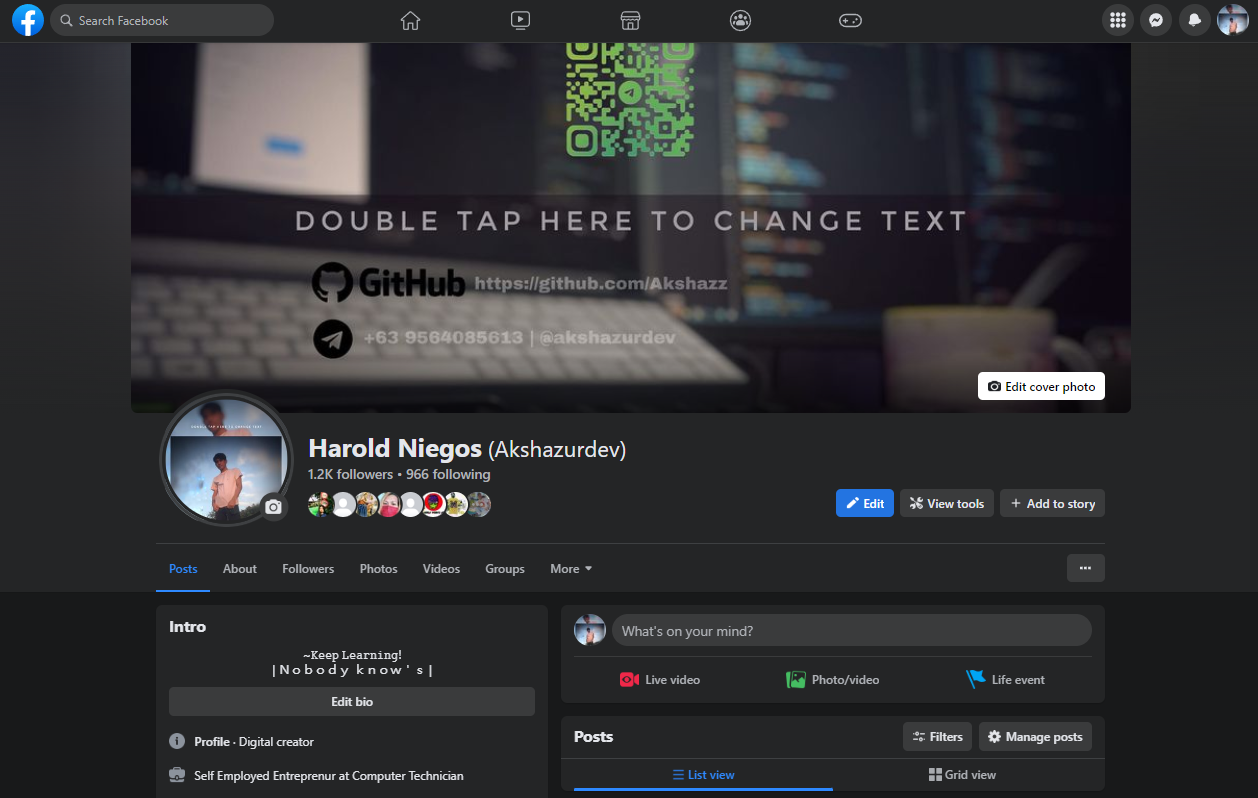 Search Facebook
DOUBLE TAP HERE TO CHANGE TEXT
GitHub https://github.com/Akshazz
+63 9564085613 | @akshazurdev
Edit cover photo
Harold Niegos (Akshazurdev)
1.2K followers • 966 following
Edit
View tools
+ Add to story
Posts
About
Followers
Photos
Videos
Groups
More
Intro
~Keep Learning!
| N o b o d y  k n o w ' s |
Edit bio
Profile · Digital creator
Self Employed Entreprenur at Computer Technician
What's on your mind?
Live video
Photo/video
Life event
Posts
Filters
Manage posts
List view
Grid view